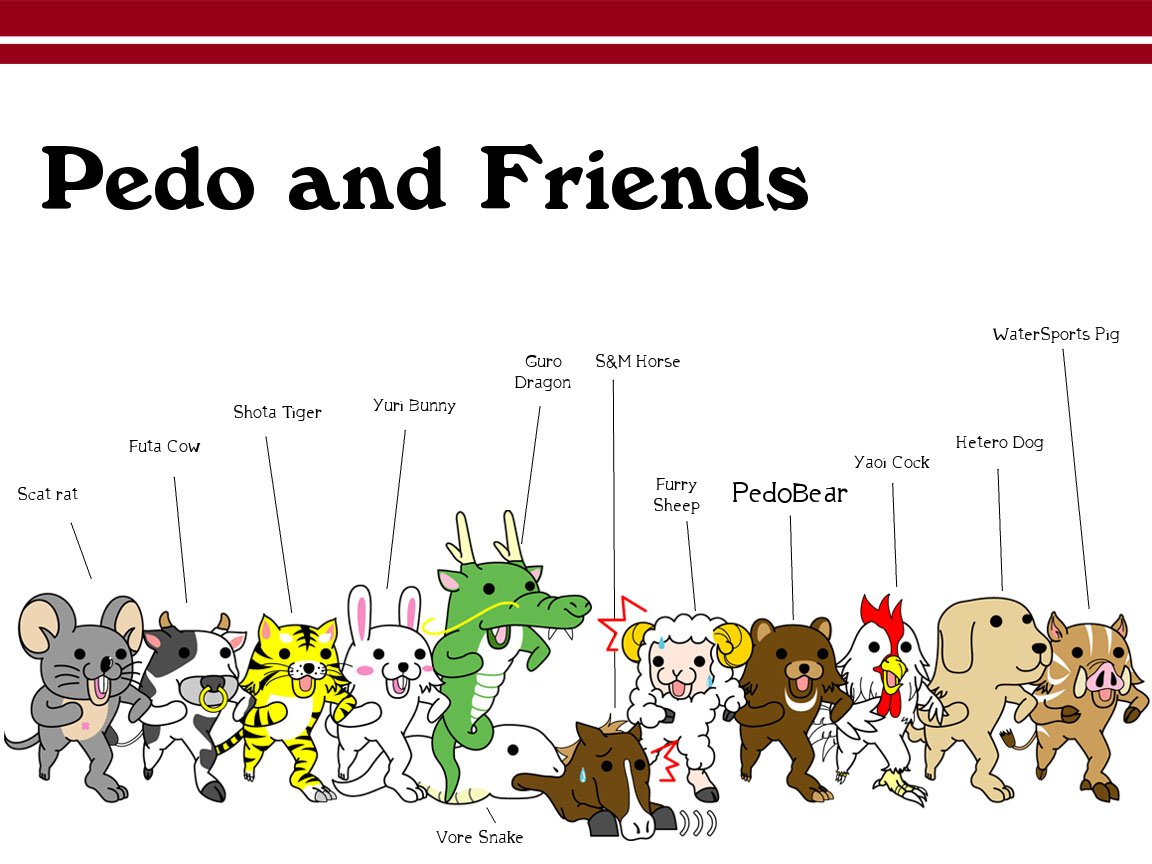 Pedo and Friends
WaterSports Pig
Guro
Dragon
S&M Horse
Shota Tiger
Yuri Bunny
Futa Cow
Hetero Dog
Yaoi Cock
Scat rat
Furry
Sheep
PedoBear
Vore Snake